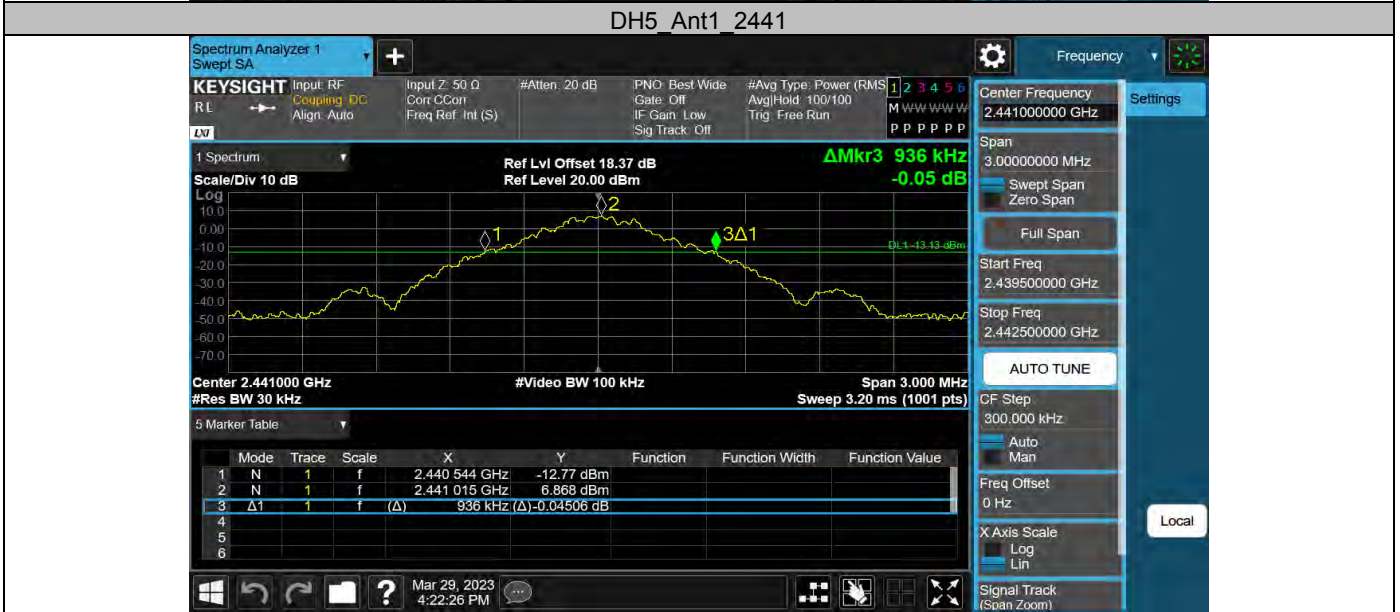 DH5_Ant1_2441
Spectrum Analyzer 1
Swept SA
+
Frequency
KEYSIGHT
RL
LXI
Input: RF
Coupling: DC
Align: Auto
Input Z: 50 Ω
Corr CCorr
Freq Ref: Int (S)
#Atten: 20 dB
PNO: Best Wide
Gate: Off
IF Gain: Low
Sig Track: Off
#Avg Type: Power (RMS
Avg|Hold: 100/100
Trig: Free Run
1 2 3 4 5 6
M W W W W W
P P P P P P
Center Frequency
2.441000000 GHz
Settings
Span
3.00000000 MHz
Swept Span
Zero Span
Full Span
Start Freq
2.439500000 GHz
Stop Freq
2.442500000 GHz
AUTO TUNE
CF Step
300.000 kHz
Auto
Man
Freq Offset
0 Hz
X Axis Scale
Log
Lin
Signal Track
(Span Zoom)
Local
1 Spectrum
Scale/Div 10 dB
Ref Lvl Offset 18.37 dB
Ref Level 20.00 dBm
ΔMkr3 936 kHz
-0.05 dB
Log
10.0
0.00
-10.0
-20.0
-30.0
-40.0
-50.0
-60.0
-70.0
1
2
3Δ1
DL1 -13.13 dBm
Center 2.441000 GHz
#Res BW 30 kHz
#Video BW 100 kHz
Span 3.000 MHz
Sweep 3.20 ms (1001 pts)
5 Marker Table
Mode Trace Scale X Y Function Function Width Function Value
1 N 1 f 2.440 544 GHz -12.77 dBm
2 N 1 f 2.441 015 GHz 6.868 dBm
3 Δ1 1 f (Δ) 936 kHz (Δ) -0.04506 dB
4
5
6
?
Mar 29, 2023
4:22:26 PM